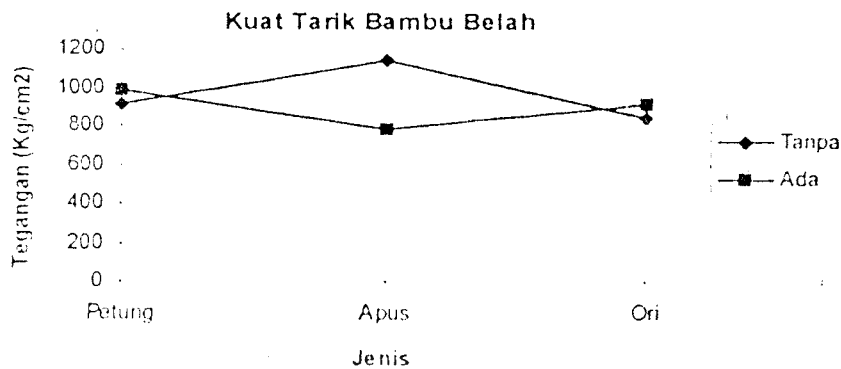 Kuat Tarik Bambu Belah
Tegangan (Kg/cm2)
1200
1000
800
600
400
200
0
Petung
Apus
Ori
Jenis
Tanpa
Ada